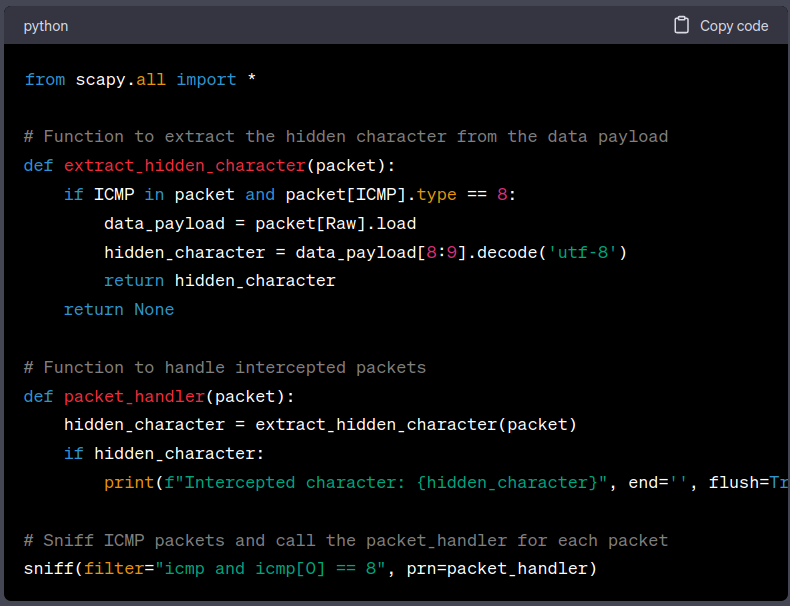 python
Copy code
from scapy.all import *
# Function to extract the hidden character from the data payload
def extract_hidden_character(packet):
    if ICMP in packet and packet[ICMP].type == 8:
        data_payload = packet[Raw].load
        hidden_character = data_payload[8:9].decode('utf-8')
        return hidden_character
    return None
# Function to handle intercepted packets
def packet_handler(packet):
    hidden_character = extract_hidden_character(packet)
    if hidden_character:
        print(f"Intercepted character: {hidden_character}", end='', flush=Tr
# Sniff ICMP packets and call the packet_handler for each packet
sniff(filter="icmp and icmp[0] == 8", prn=packet_handler)